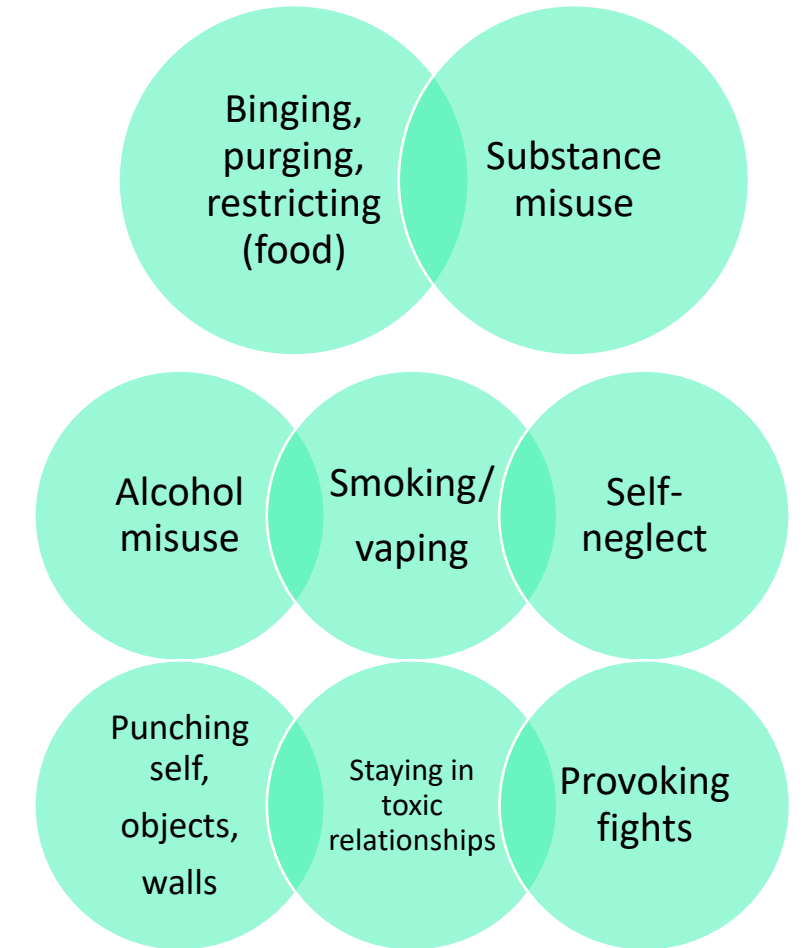 Binging,
purging,
restricting
(food)
Substance
misuse
Alcohol
misuse
Smoking/
vaping
Self-
neglect
Punching
self,
objects,
walls
Staying in
toxic
relationships
Provoking
fights